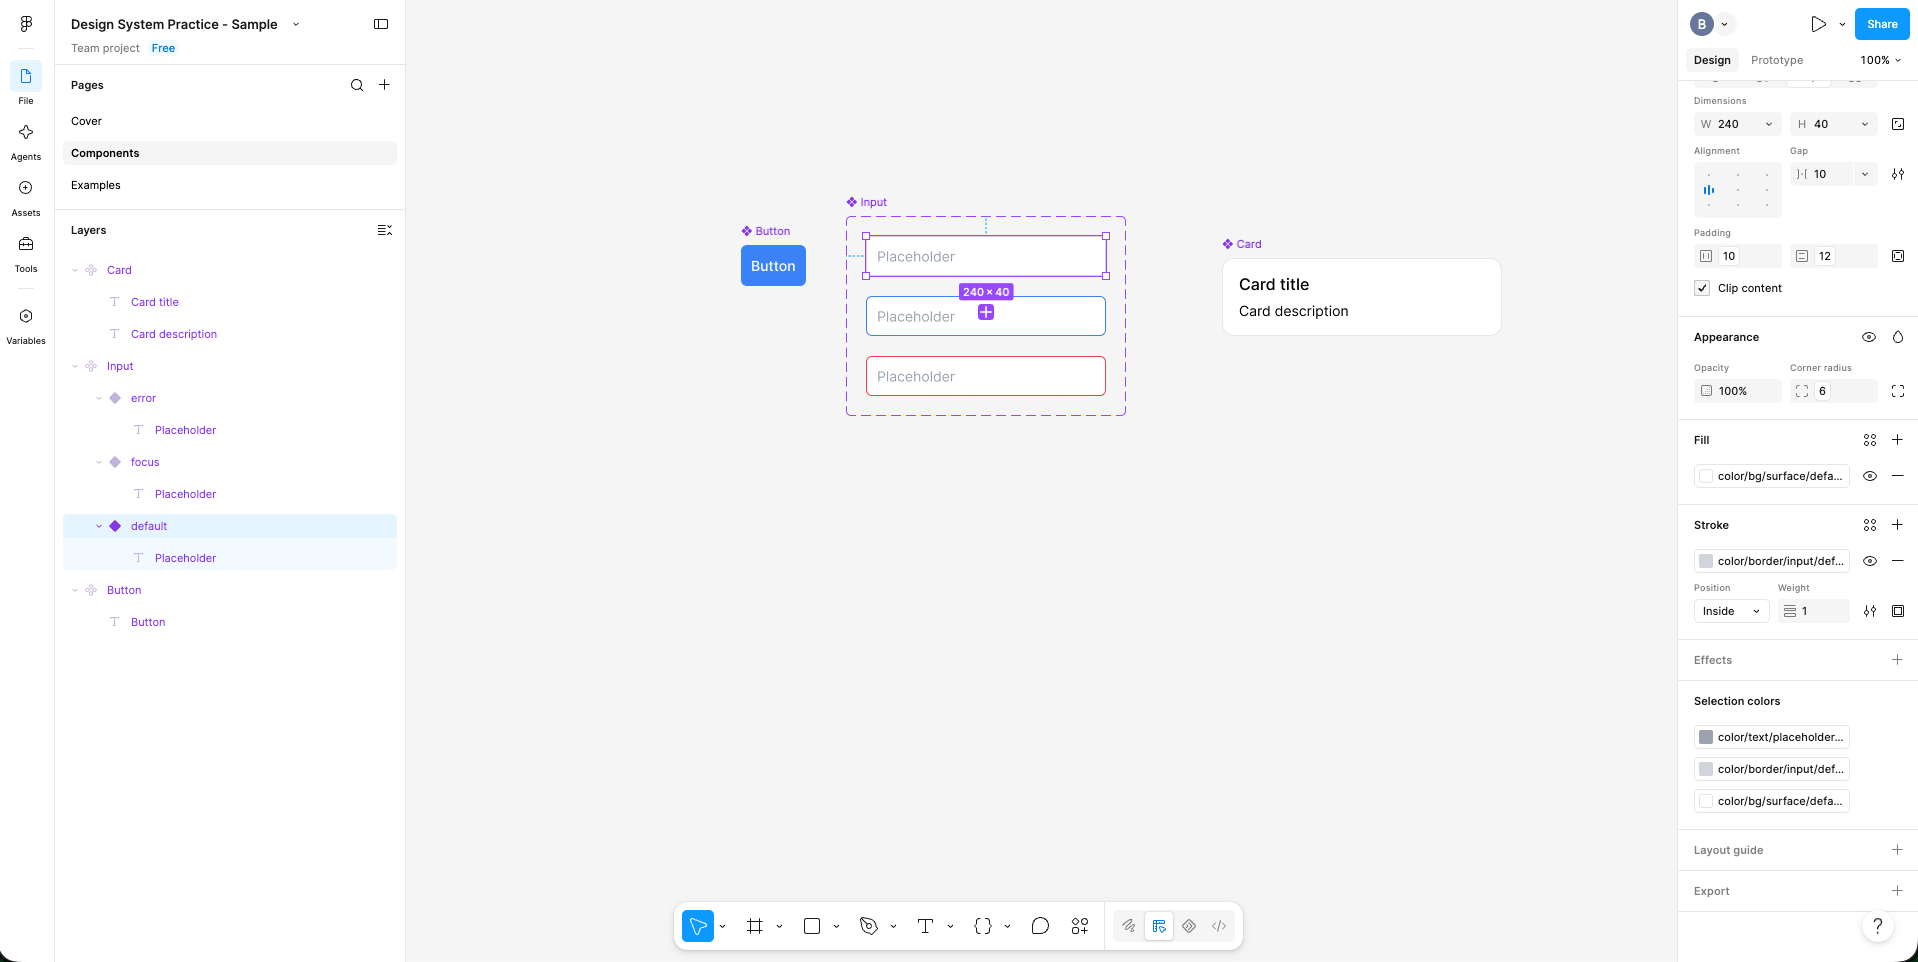 Design System Practice - Sample
Team project Free
File
Agents
Assets
Tools
Variables
Pages
Cover
Components
Examples
Layers
Card
Card title
Card description
Input
error
Placeholder
focus
Placeholder
default
Placeholder
Button
Button
Button
Button
Input
Placeholder
240 × 40
Placeholder
Placeholder
Card
Card title
Card description
B
Share
Design Prototype 100%
Dimensions
W 240 H 40
Alignment Gap
10
Padding
10 12
Clip content
Appearance
Opacity Corner radius
100% 6
Fill
color/bg/surface/defa...
Stroke
color/border/input/def...
Position Weight
Inside 1
Effects
Selection colors
color/text/placeholder...
color/border/input/def...
color/bg/surface/defa...
Layout guide
Export
?